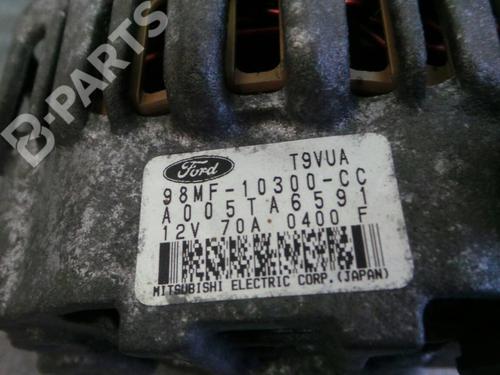 B-PARTS
Ford T9VUA
98MF-10300-CC
A005TA6591
12V 70A 0400 F
MITSUBISHI ELECTRIC CORP.(JAPAN)